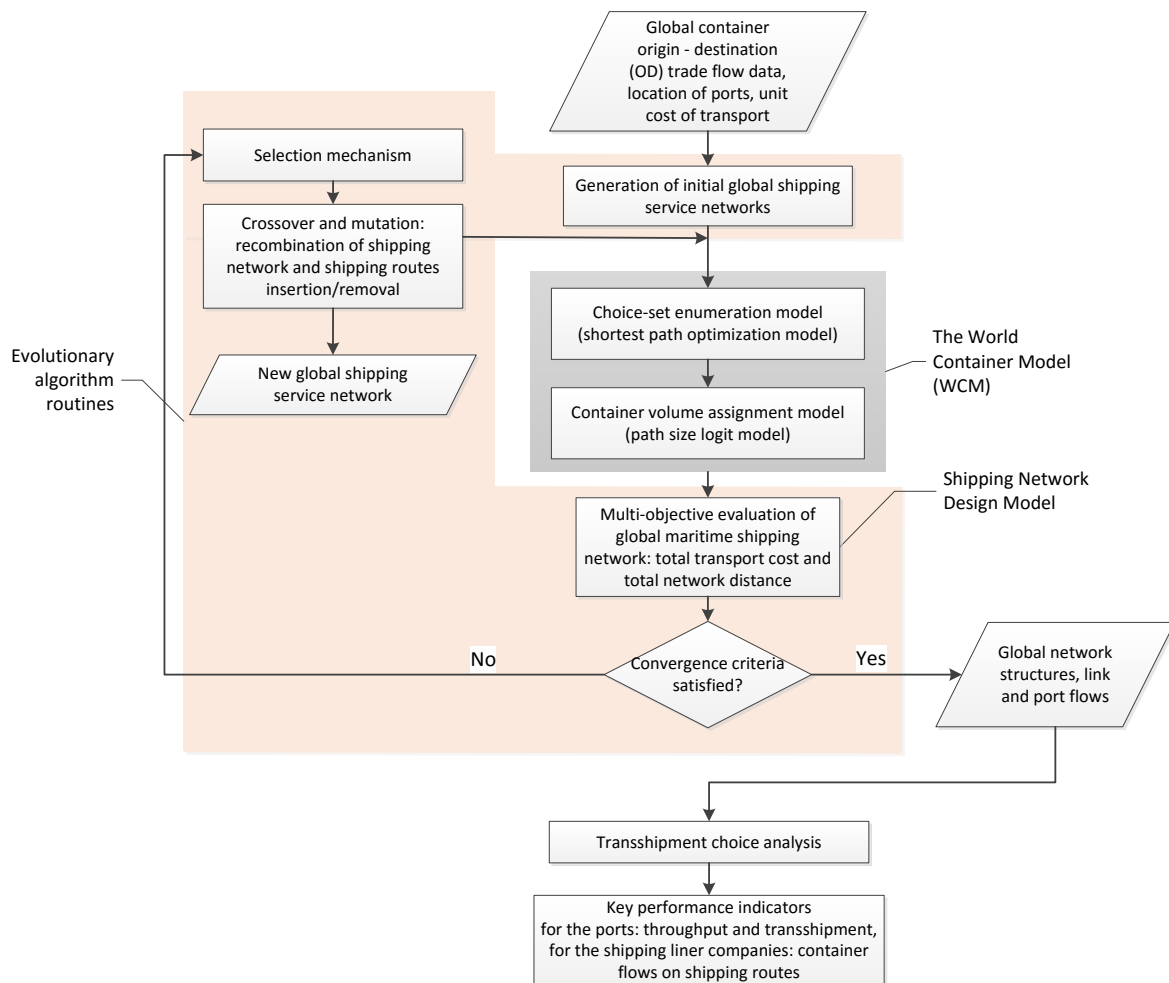 Global container
origin - destination
(OD) trade flow data,
location of ports, unit
cost of transport
Selection mechanism
Generation of initial global shipping
service networks
Crossover and mutation:
recombination of shipping
network and shipping routes
insertion/removal
Choice-set enumeration model
(shortest path optimization model)
The World
Container Model
(WCM)
Evolutionary
algorithm
routines
New global shipping
service network
Container volume assignment model
(path size logit model)
Shipping Network
Design Model
Multi-objective evaluation of
global maritime shipping
network: total transport cost and
total network distance
No
Convergence criteria
satisfied?
Yes
Global network
structures, link
and port flows
Transshipment choice analysis
Key performance indicators
for the ports: throughput and transshipment,
for the shipping liner companies: container
flows on shipping routes